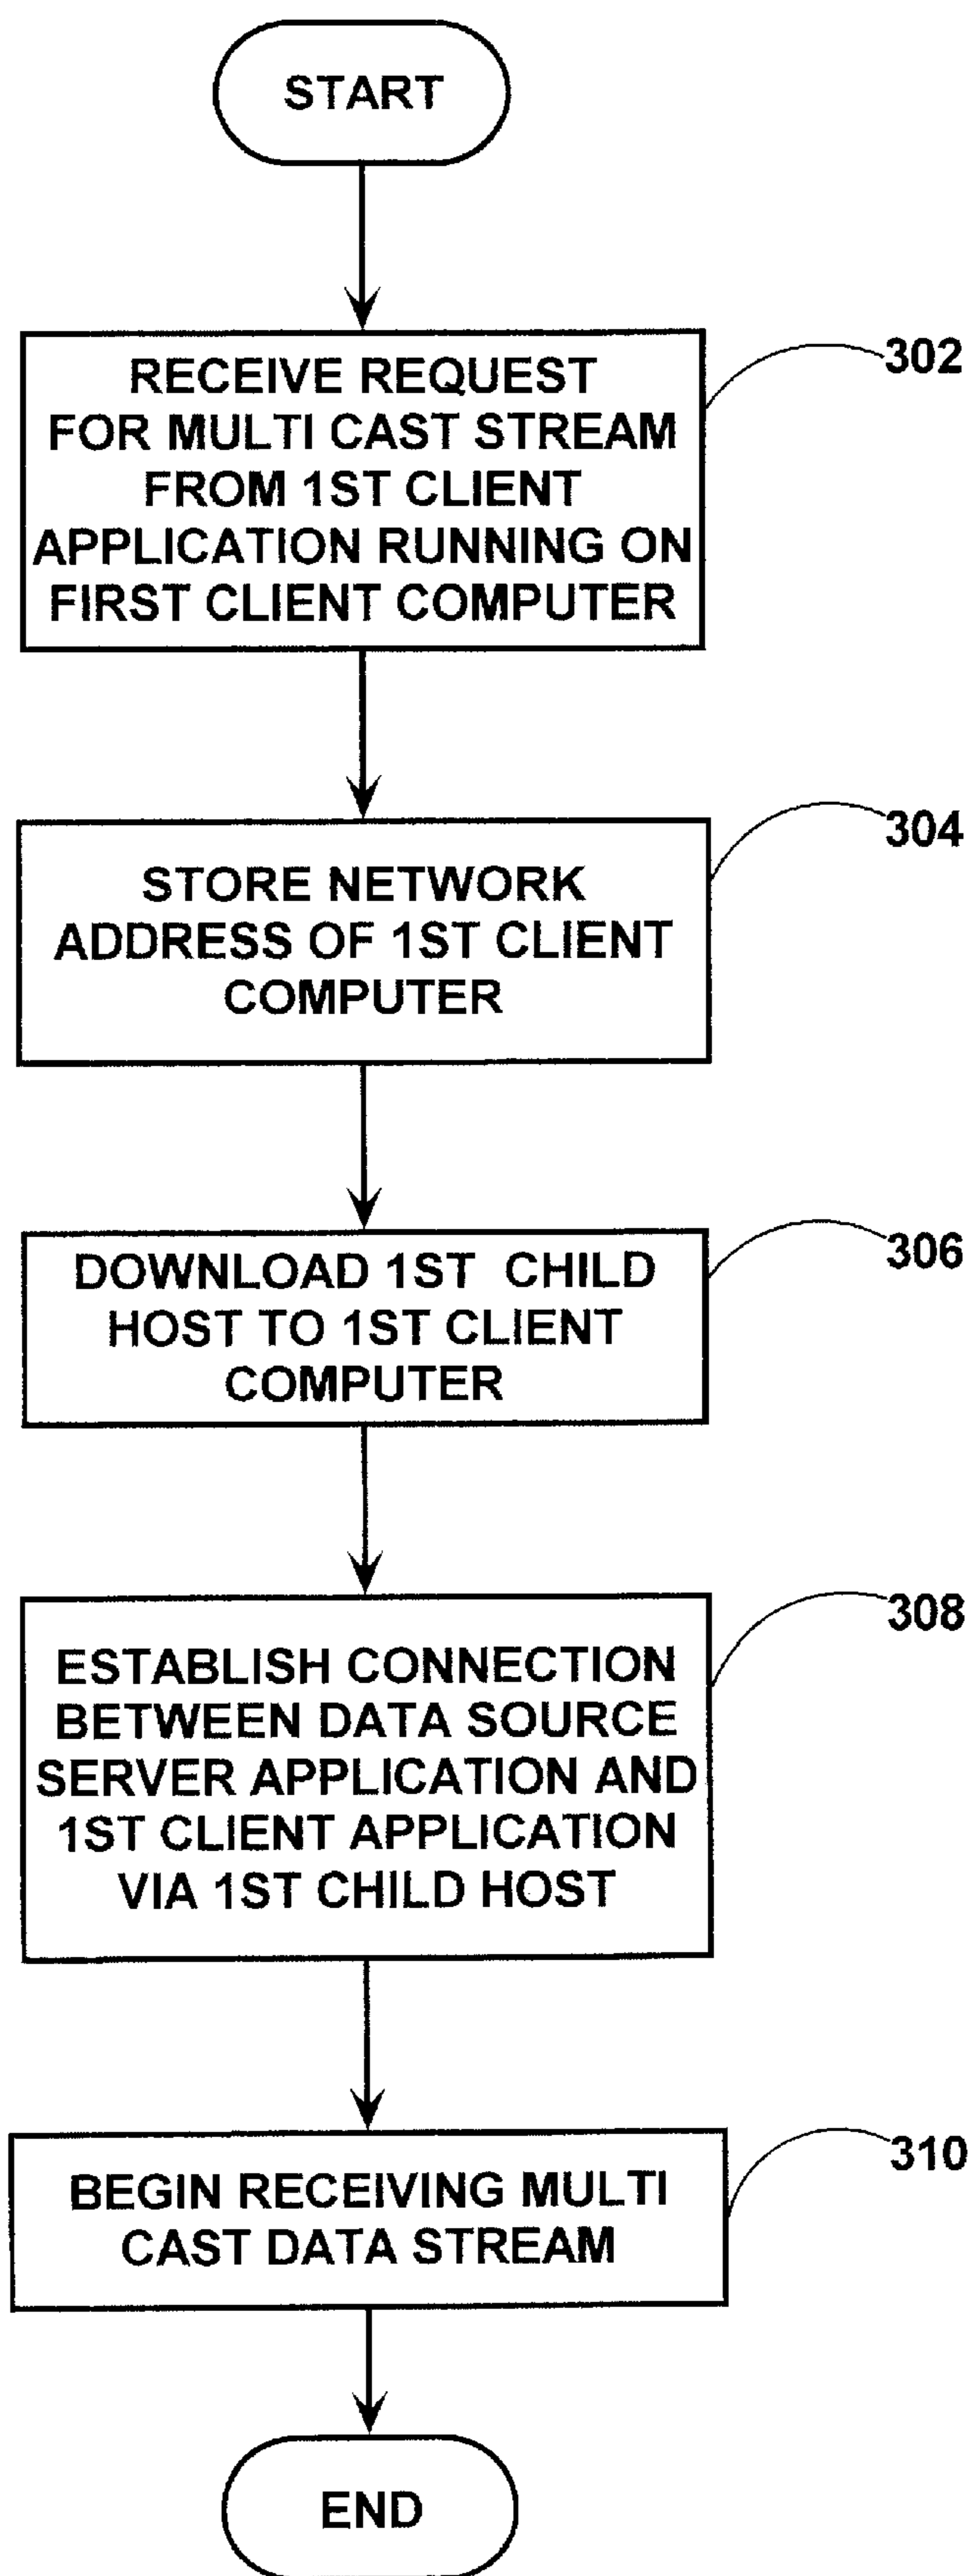 START
RECEIVE REQUEST
FOR MULTI CAST STREAM
FROM 1ST CLIENT
APPLICATION RUNNING ON
FIRST CLIENT COMPUTER
302
STORE NETWORK
ADDRESS OF 1ST CLIENT
COMPUTER
304
DOWNLOAD 1ST CHILD
HOST TO 1ST CLIENT
COMPUTER
306
ESTABLISH CONNECTION
BETWEEN DATA SOURCE
SERVER APPLICATION AND
1ST CLIENT APPLICATION
VIA 1ST CHILD HOST
308
BEGIN RECEIVING MULTI
CAST DATA STREAM
310
END